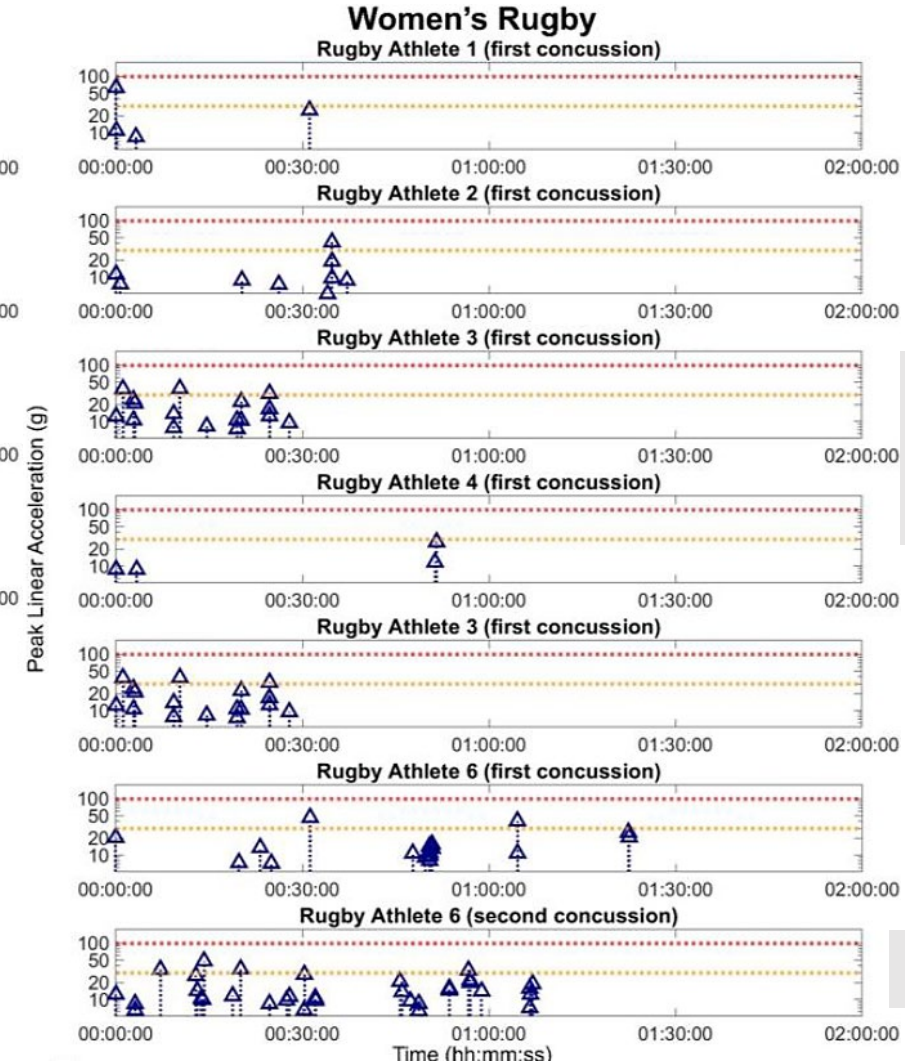 Women's Rugby
Rugby Athlete 1 (first concussion)
100
50
20
10
00:00:00 00:30:00 01:00:00 01:30:00 02:00:00
Rugby Athlete 2 (first concussion)
100
50
20
10
00:00:00 00:30:00 01:00:00 01:30:00 02:00:00
Rugby Athlete 3 (first concussion)
100
50
20
10
00:00:00 00:30:00 01:00:00 01:30:00 02:00:00
Rugby Athlete 4 (first concussion)
100
50
20
10
00:00:00 00:30:00 01:00:00 01:30:00 02:00:00
Rugby Athlete 3 (first concussion)
100
50
20
10
00:00:00 00:30:00 01:00:00 01:30:00 02:00:00
Rugby Athlete 6 (first concussion)
100
50
20
10
00:00:00 00:30:00 01:00:00 01:30:00 02:00:00
Rugby Athlete 6 (second concussion)
100
50
20
10
00:00:00 00:30:00 01:00:00 01:30:00 02:00:00
Time (hh:mm:ss)
Peak Linear Acceleration (g)
00
00
00
00